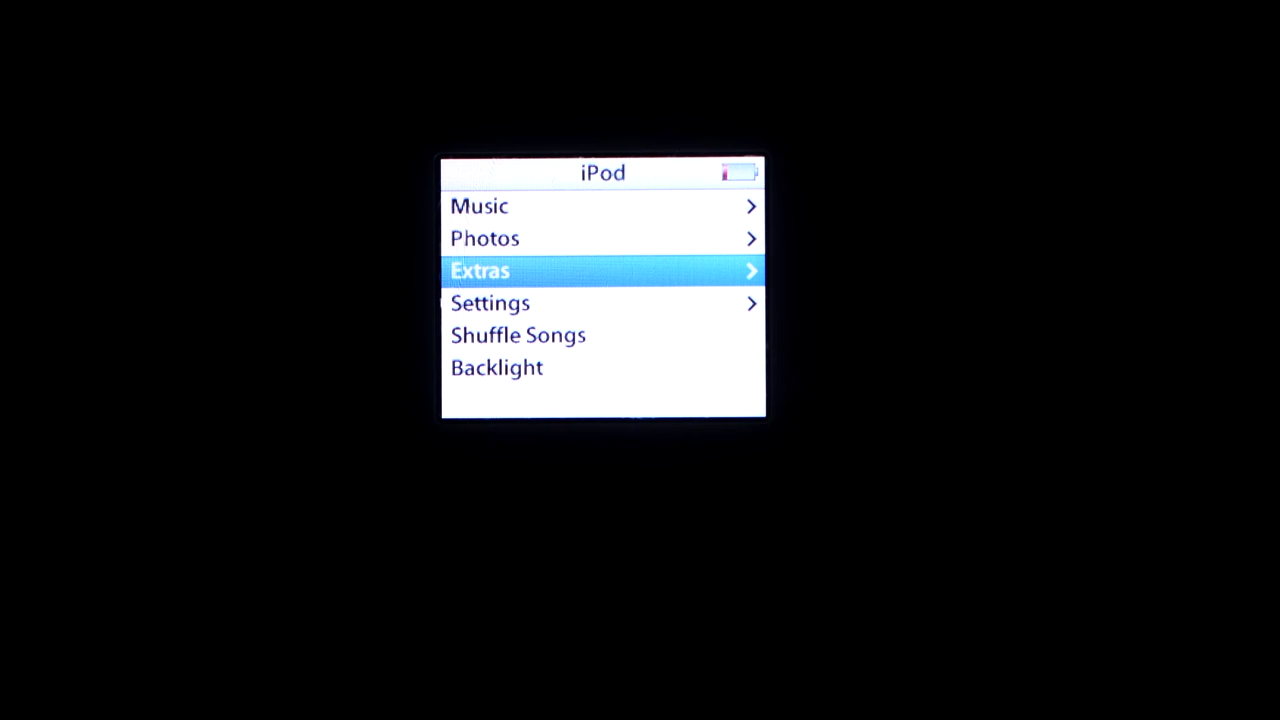 iPod
Music
Photos
Extras
Settings
Shuffle Songs
Backlight